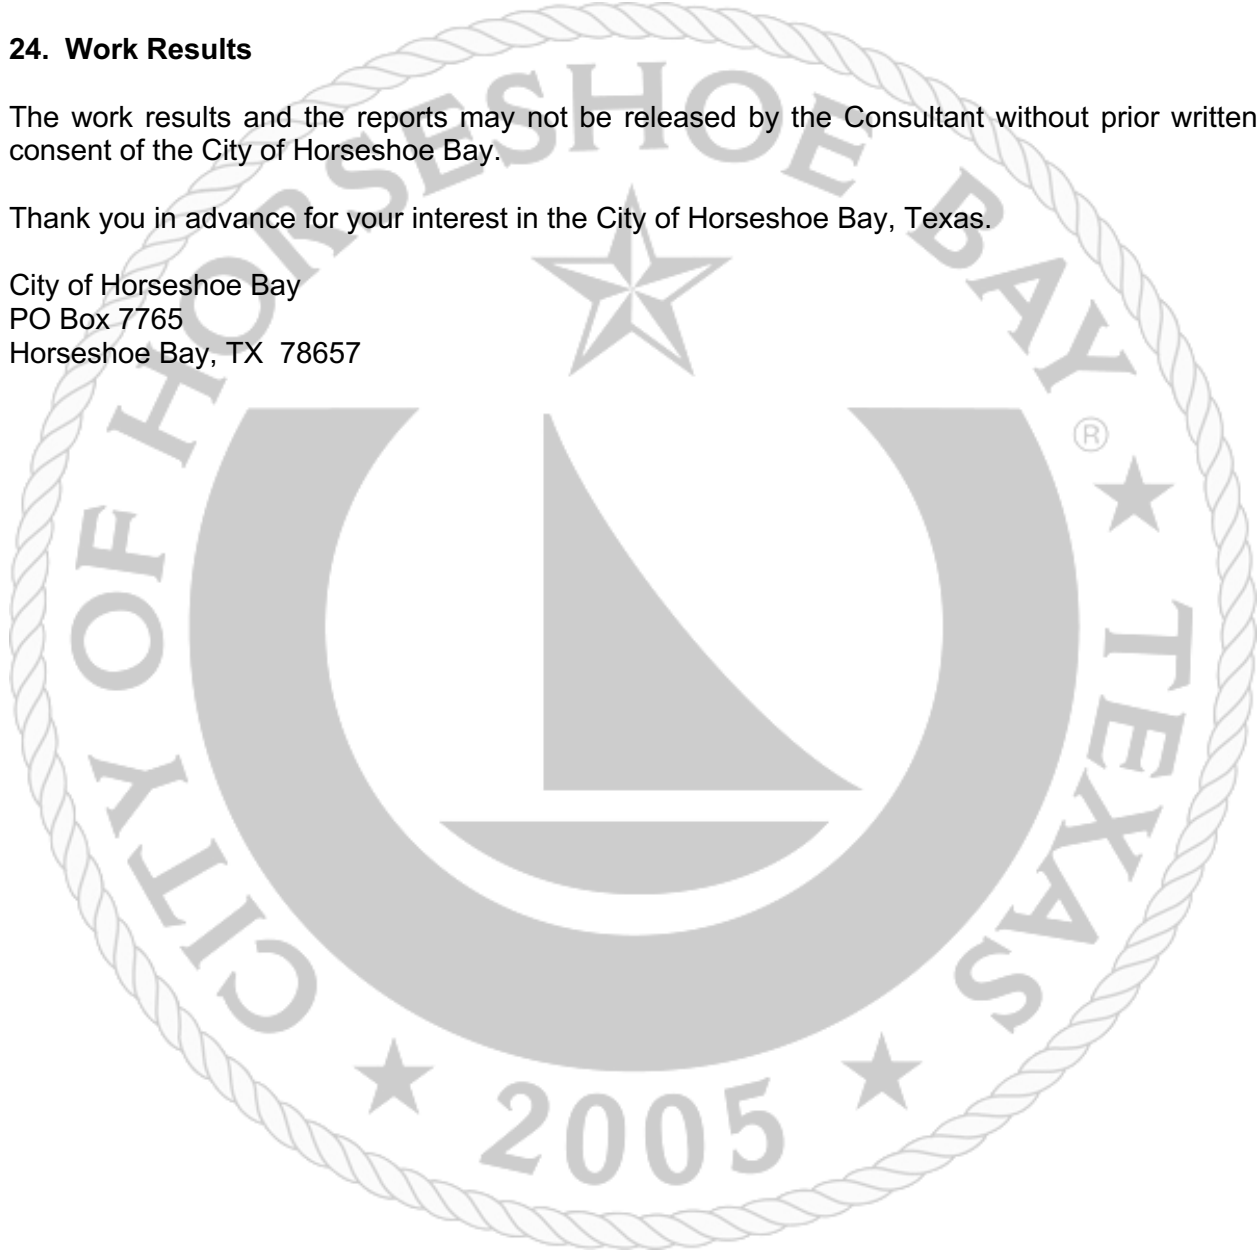 24. Work Results
The work results and the reports may not be released by the Consultant without prior written
consent of the City of Horseshoe Bay.
Thank you in advance for your interest in the City of Horseshoe Bay, Texas.
City of Horseshoe Bay
PO Box 7765
Horseshoe Bay, TX 78657
CITY OF HORSESHOE BAY ® TEXAS
2005